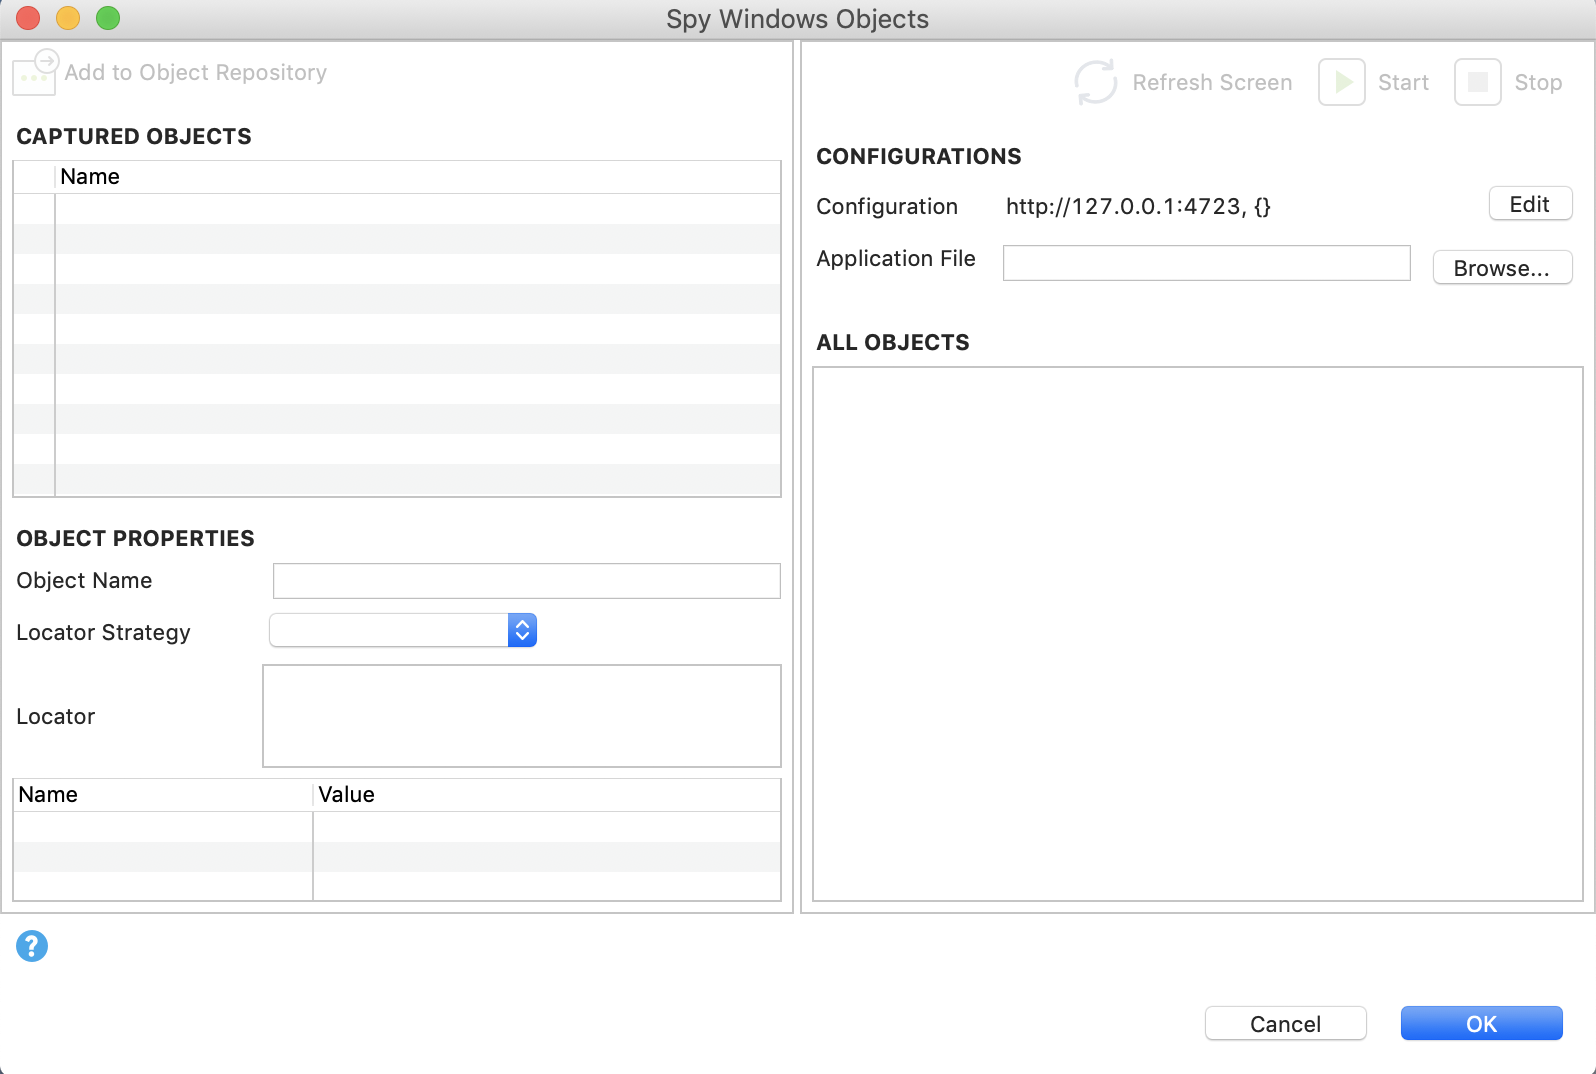 Spy Windows Objects
Add to Object Repository
CAPTURED OBJECTS
Name
OBJECT PROPERTIES
Object Name
Locator Strategy
Locator
Name Value
Refresh Screen Start Stop
CONFIGURATIONS
Configuration http://127.0.0.1:4723, {} Edit
Application File Browse...
ALL OBJECTS
?
Cancel OK